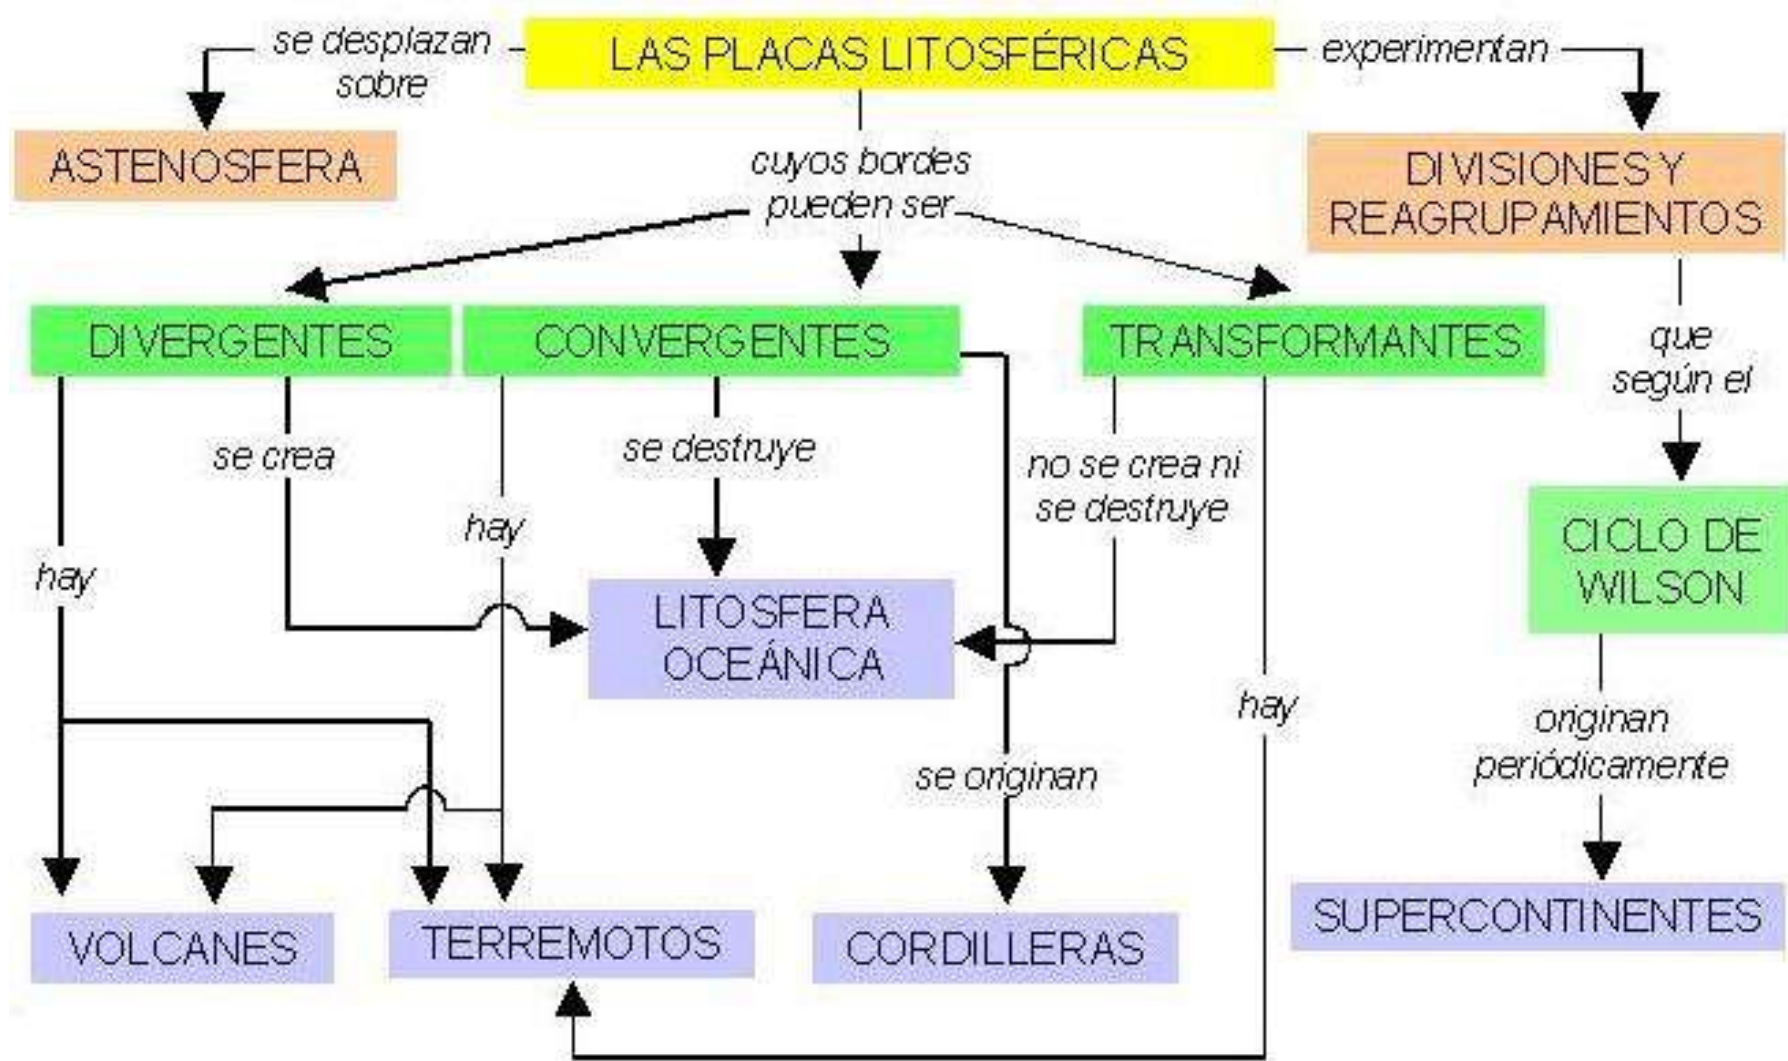 LAS PLACAS LITOSFÉRICAS
se desplazan
sobre
experimentan
ASTENOSFERA
cuyos bordes
pueden ser
DIVISIONES Y
REAGRUPAMIENTOS
DIVERGENTES
CONVERGENTES
TRANSFORMANTES
que
según el
se crea
se destruye
no se crea ni
se destruye
hay
hay
CICLO DE
WILSON
LITOSFERA
OCEÁNICA
hay
originan
periódicamente
se originan
VOLCANES
TERREMOTOS
CORDILLERAS
SUPERCONTINENTES